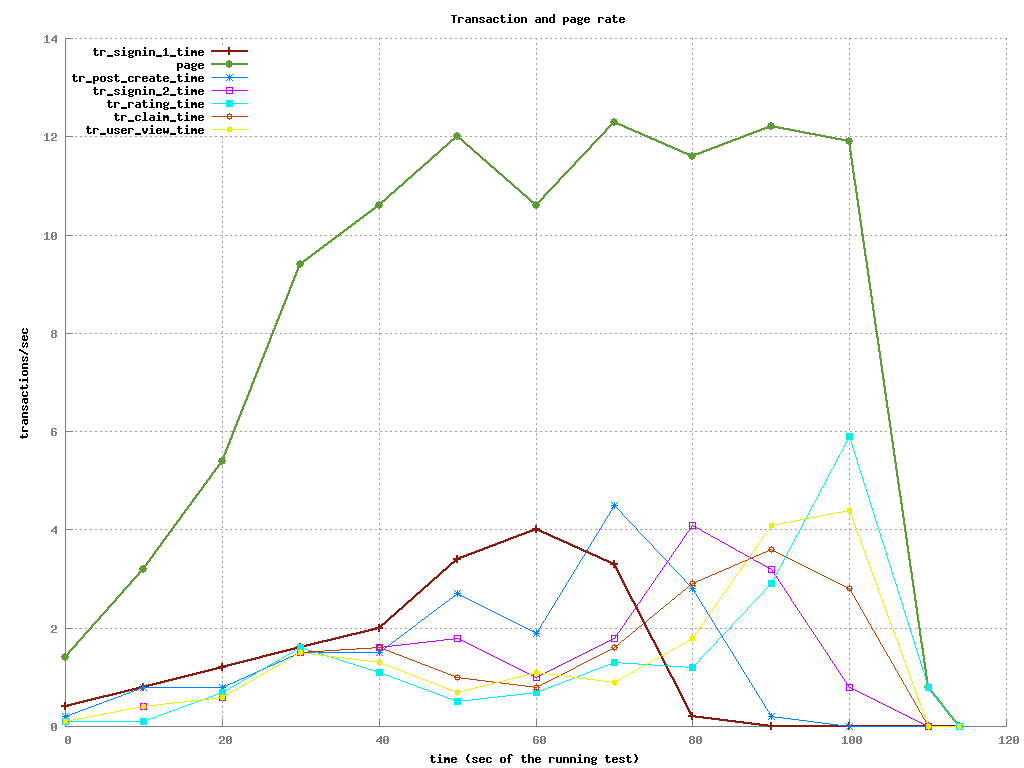 Transaction and page rate
14
12
10
8
6
4
2
0
transactions/sec
tr_signin_1_time
page
tr_post_create_time
tr_signin_2_time
tr_rating_time
tr_claim_time
tr_user_view_time
0 20 40 60 80 100 120
time (sec of the running test)